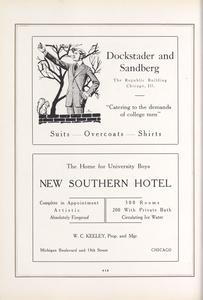 Dockstader and
Sandberg
The Republic Building
Chicago, Ill.
"Catering to the demands
of college men"
Suits Overcoats Shirts
The Home for University Boys
NEW SOUTHERN HOTEL
Complete in Appointment
Artistic
Absolutely Fireproof
300 Rooms
200 With Private Bath
Circulating Ice Water
W. C. KEELEY, Prop. and Mgr.
Michigan Boulevard and 13th Street
CHICAGO